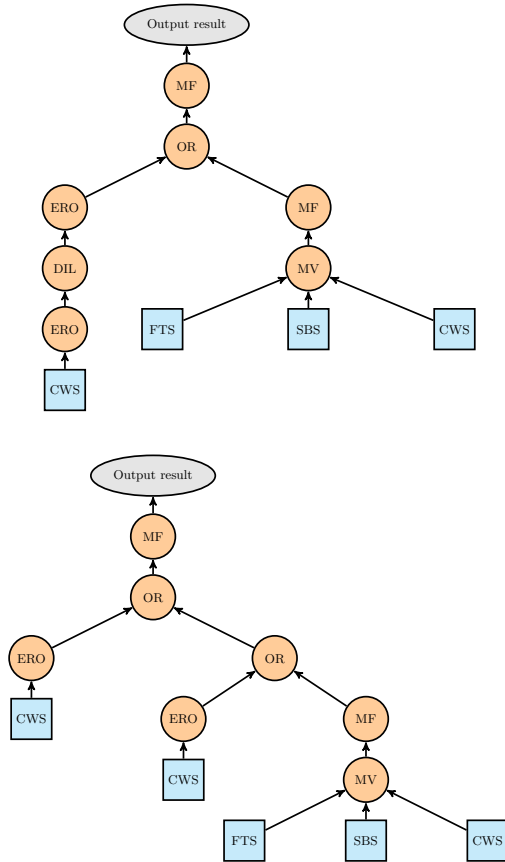 Output result
MF
OR
ERO MF
DIL MV
ERO FTS SBS CWS
CWS
Output result
MF
OR
ERO OR
CWS ERO MF
CWS MV
FTS SBS CWS